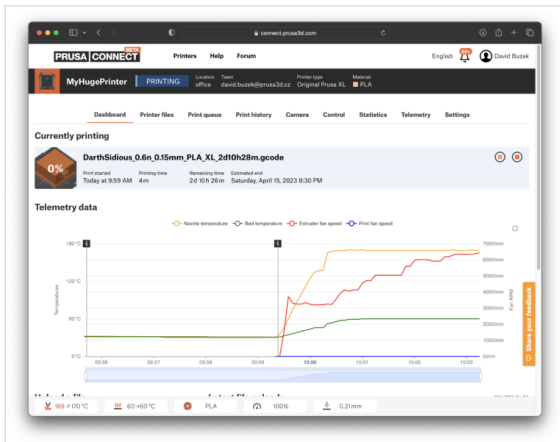 connect.prusa3d.com
PRUSA CONNECT BETA
Printers Help Forum
English 99+ David Buzek
MyHugePrinter PRINTING
Location office
Team david.buzek@prusa3d.cz
Printer type Original Prusa XL
Material PLA
Dashboard Printer files Print queue Print history Camera Control Statistics Telemetry Settings
Currently printing
0%
DarthSidious_0.6n_0.15mm_PLA_XL_2d10h28m.gcode
Print started Printing time Remaining time Estimated end
Today at 9:59 AM 4m 2d 10h 26m Saturday, April 15, 2023 8:30 PM
Telemetry data
Nozzle temperature Bed temperature Extruder fan speed Print fan speed
180°C 7000/min
6000/min
120°C 5000/min
4000/min
60°C 3000/min
2000/min
1000/min
0°C 0/min
Temperatures
Fan RPM
09:56 09:57 09:58 09:59 10:00 10:01 10:02 10:03
Share your feedback
169↗170°C 60→60°C PLA 100% 0.21mm